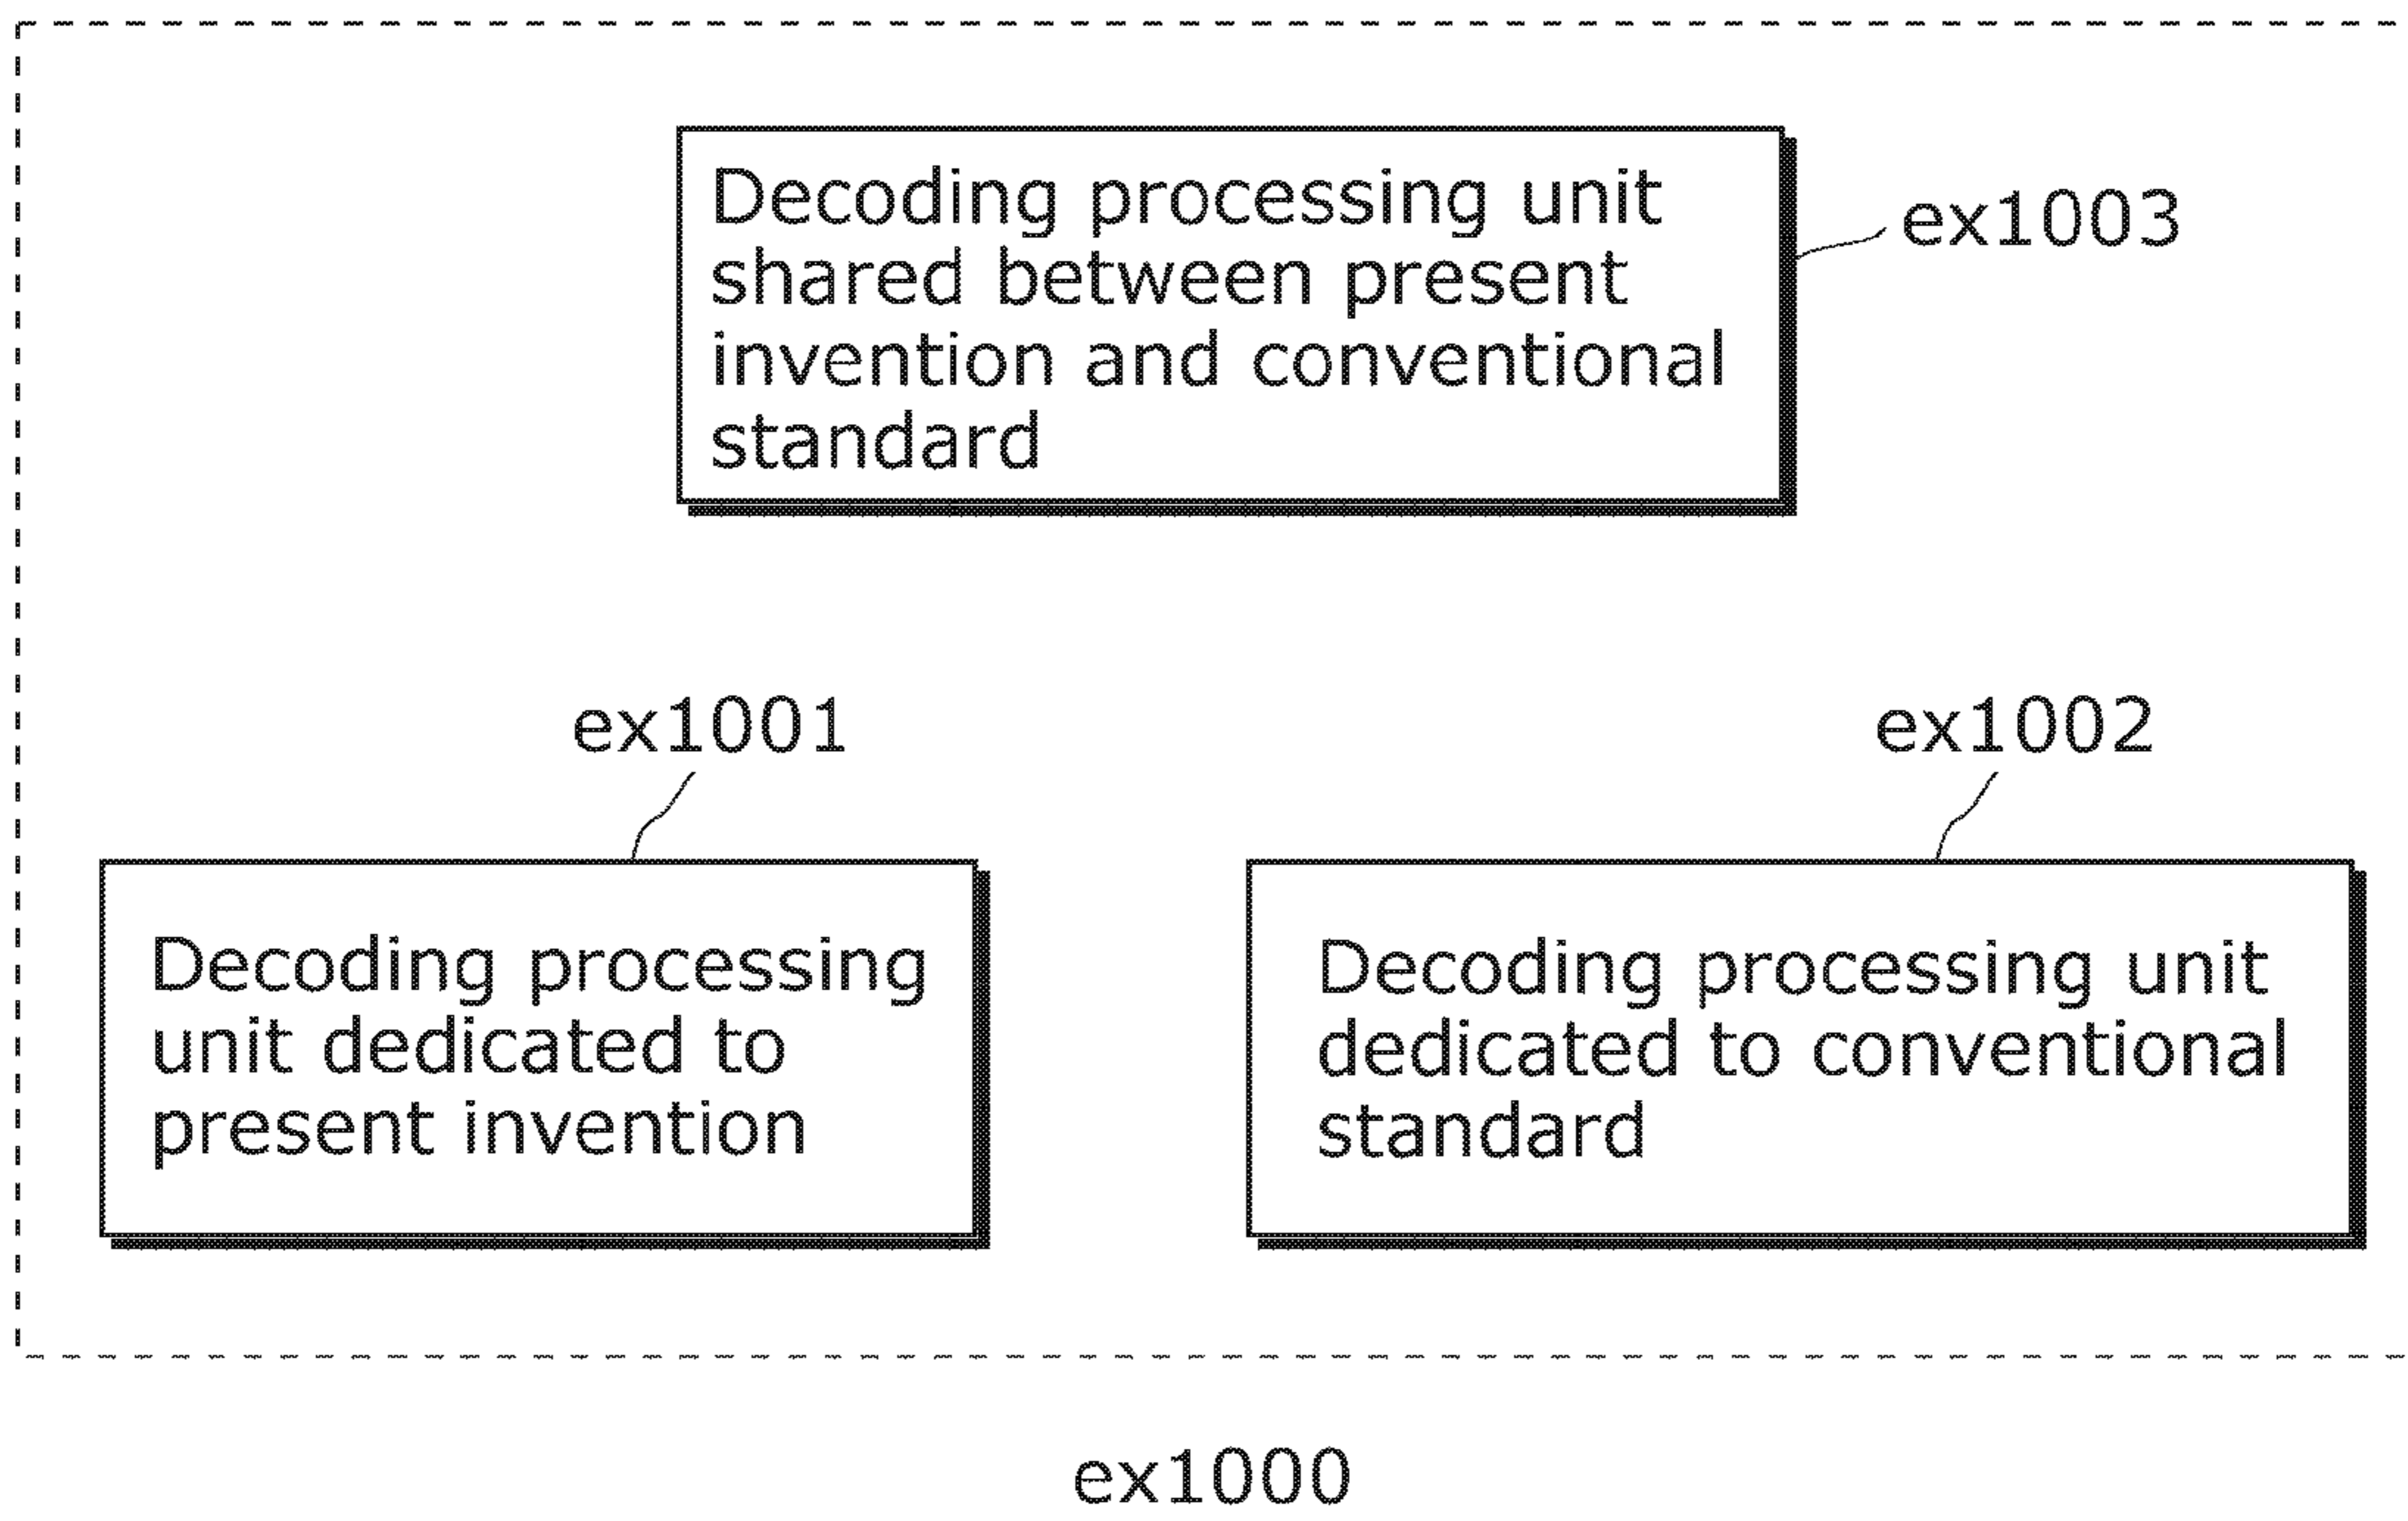 Decoding processing unit
shared between present
invention and conventional
standard
ex1003
ex1001
ex1002
Decoding processing
unit dedicated to
present invention
Decoding processing unit
dedicated to conventional
standard
ex1000